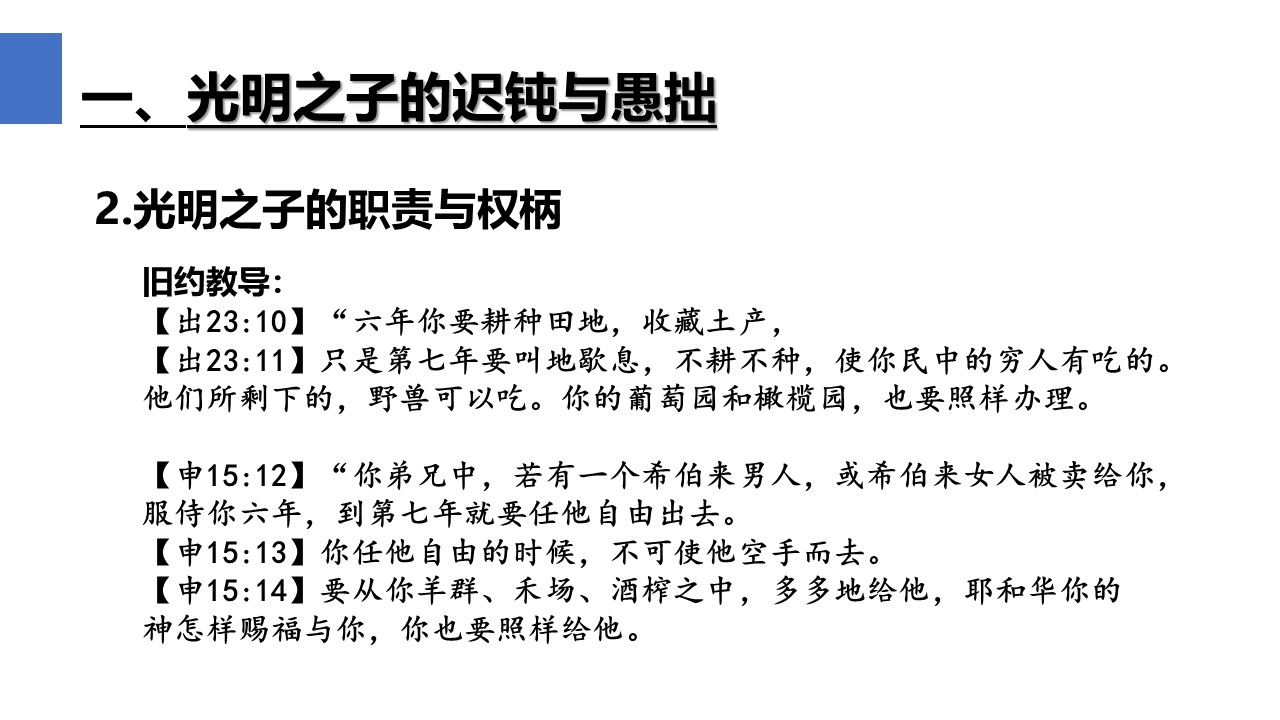 一、光明之子的迟钝与愚拙
2.光明之子的职责与权柄
旧约教导：
【出23:10】“六年你要耕种田地，收藏土产，
【出23:11】只是第七年要叫地歇息，不耕不种，使你民中的穷人有吃的。
他们所剩下的，野兽可以吃。你的葡萄园和橄榄园，也要照样办理。
【申15:12】“你弟兄中，若有一个希伯来男人，或希伯来女人被卖给你，
服侍你六年，到第七年就要任他自由出去。
【申15:13】你任他自由的时候，不可使他空手而去。
【申15:14】要从你羊群、禾场、酒榨之中，多多地给他，耶和华你的
神怎样赐福与你，你也要照样给他。